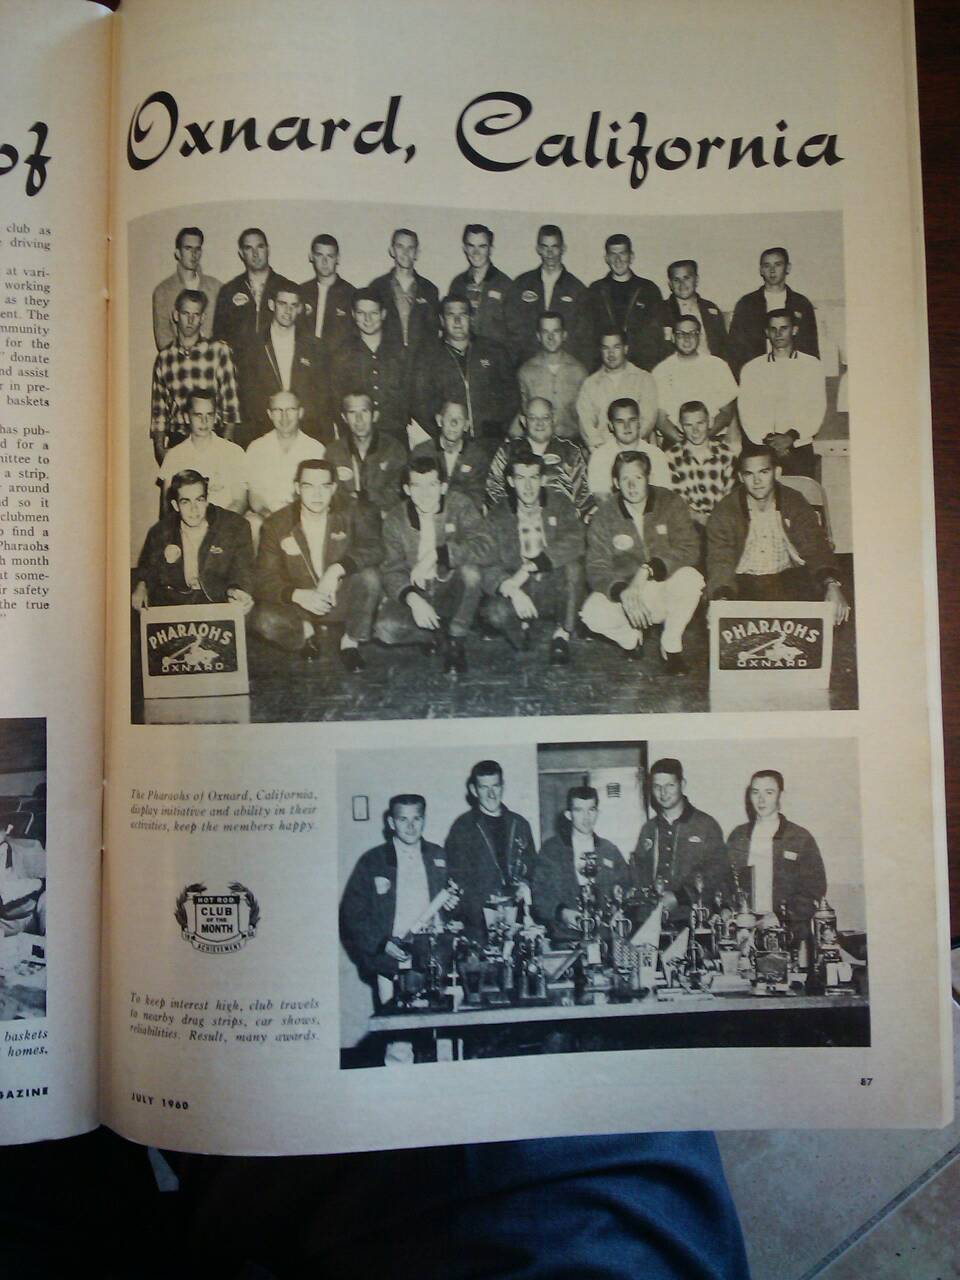 of
club as
driving
at vari-
working
as they
ent. The
mmunity
for the
" donate
nd assist
r in pre-
baskets
has pub-
d for a
mittee to
a strip.
around
nd so it
clubmen
o find a
Pharaohs
h month
at some-
ir safety
the true
"
baskets
homes.
GAZINE
Oxnard, California
PHARAOHS
OXNARD
PHARAOHS
OXNARD
The Pharaohs of Oxnard, California,
display initiative and ability in their
activities, keep the members happy.
HOT ROD
CLUB
OF THE
MONTH
ACHIEVEMENT
To keep interest high, club travels
to nearby drag strips, car shows,
reliabilities. Result, many awards.
JULY 1960
87